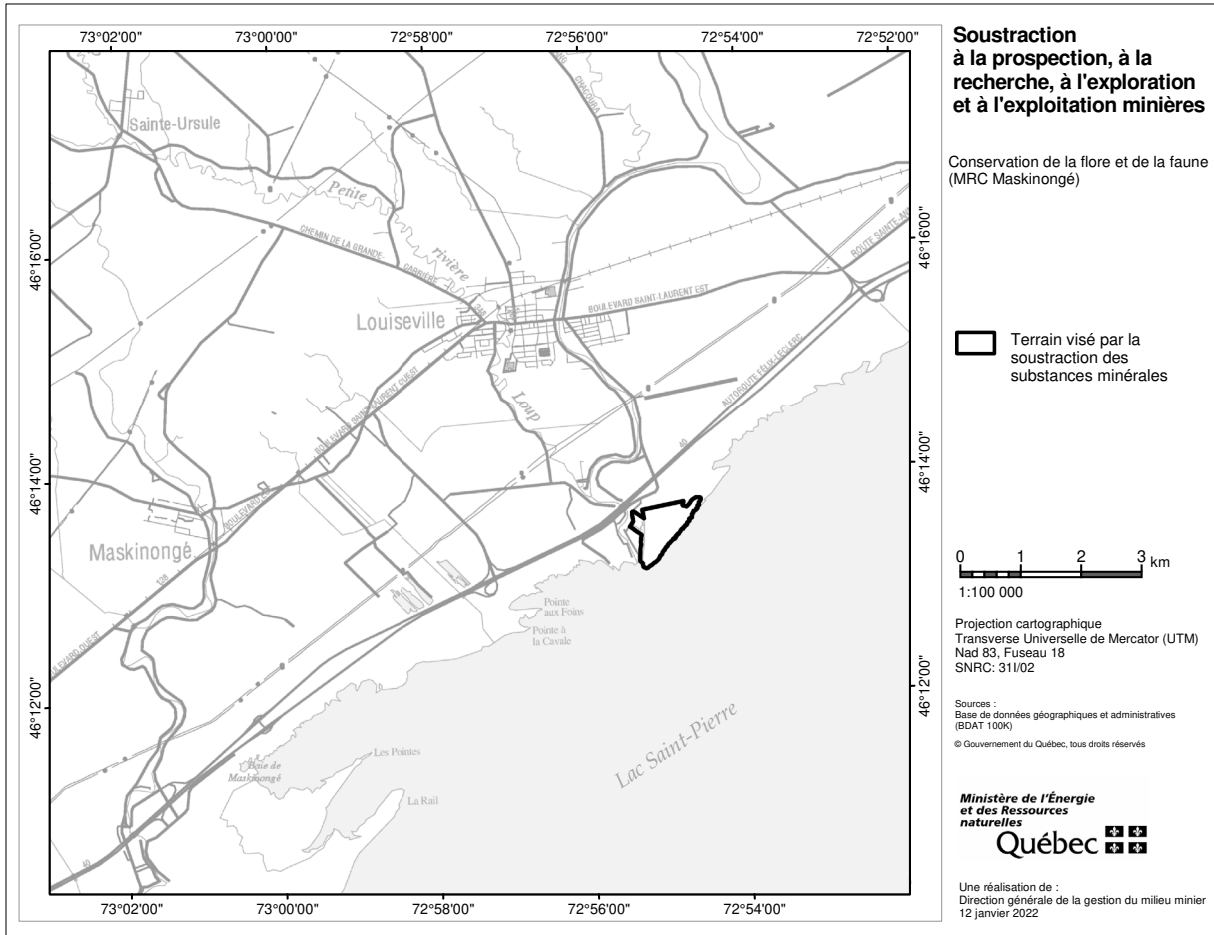 73°02'00" 73°00'00" 72°58'00" 72°56'00" 72°54'00" 72°52'00"
Soustraction
à la prospection, à la
recherche, à l'exploration
et à l'exploitation minières
Conservation de la flore et de la faune
(MRC Maskinongé)
Terrain visé par la
soustraction des
substances minérales
0 1 2 3 km
1:100 000
Projection cartographique
Transverse Universelle de Mercator (UTM)
Nad 83, Fuseau 18
SNRC: 31I/02
Sources :
Base de données géographiques et administratives
(BDAT 100K)
© Gouvernement du Québec, tous droits réservés
Ministère de l'Énergie
et des Ressources
naturelles
Québec
Une réalisation de :
Direction générale de la gestion du milieu minier
12 janvier 2022
Sainte-Ursule
CHACOURA
Petite
rivière
CHEMIN DE LA GRANDE-
CARRIÈRE
Louiseville
BOULEVARD SAINT-LAURENT EST
AUTOROUTE FÉLIX-LECLERC
40
BOULEVARD SAINT-LAURENT OUEST
Loup
Maskinongé
138
Pointe
aux Foins
Pointe à
la Cavale
Lac Saint-Pierre
Baie de
Maskinongé
Les Pointes
La Rail
40
46°16'00" 46°16'00"
46°14'00" 46°14'00"
46°12'00" 46°12'00"
73°02'00" 73°00'00" 72°58'00" 72°56'00" 72°54'00"